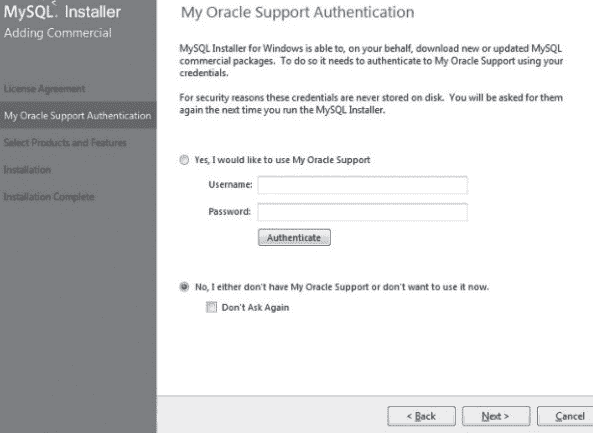 MySQL. Installer
Adding Commercial
License Agreement
My Oracle Support Authentication
Select Products and Features
Installation
Installation Complete
My Oracle Support Authentication
MySQL Installer for Windows is able to, on your behalf, download new or updated MySQL
commercial packages. To do so it needs to authenticate to My Oracle Support using your
credentials.
For security reasons these credentials are never stored on disk. You will be asked for them
again the next time you run the MySQL Installer.
Yes, I would like to use My Oracle Support
Username:
Password:
Authenticate
No, I either don't have My Oracle Support or don't want to use it now.
Don't Ask Again
< Back
Next >
Cancel